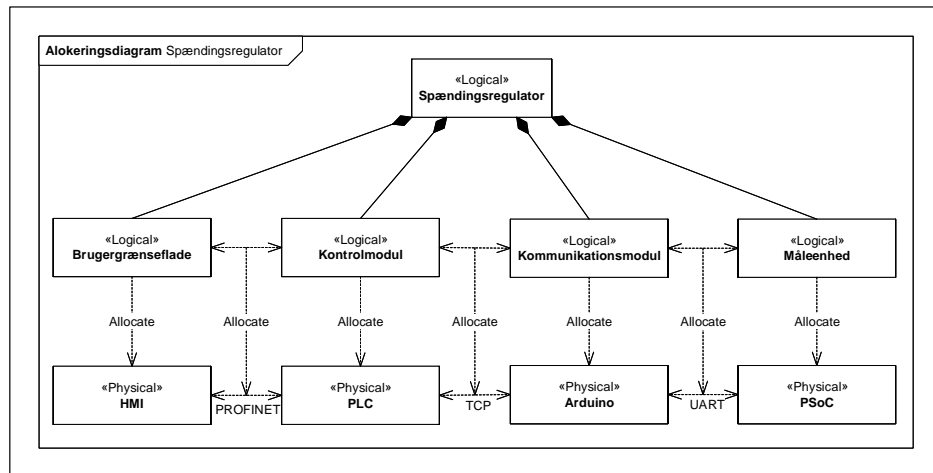 Alokeringsdiagram Spændingsregulator
«Logical»
Spændingsregulator
«Logical»
Brugergrænseflade
«Logical»
Kontrolmodul
«Logical»
Kommunikationsmodul
«Logical»
Måleenhed
Allocate
Allocate
Allocate
Allocate
Allocate
Allocate
Allocate
«Physical»
HMI
PROFINET
«Physical»
PLC
TCP
«Physical»
Arduino
UART
«Physical»
PSoC